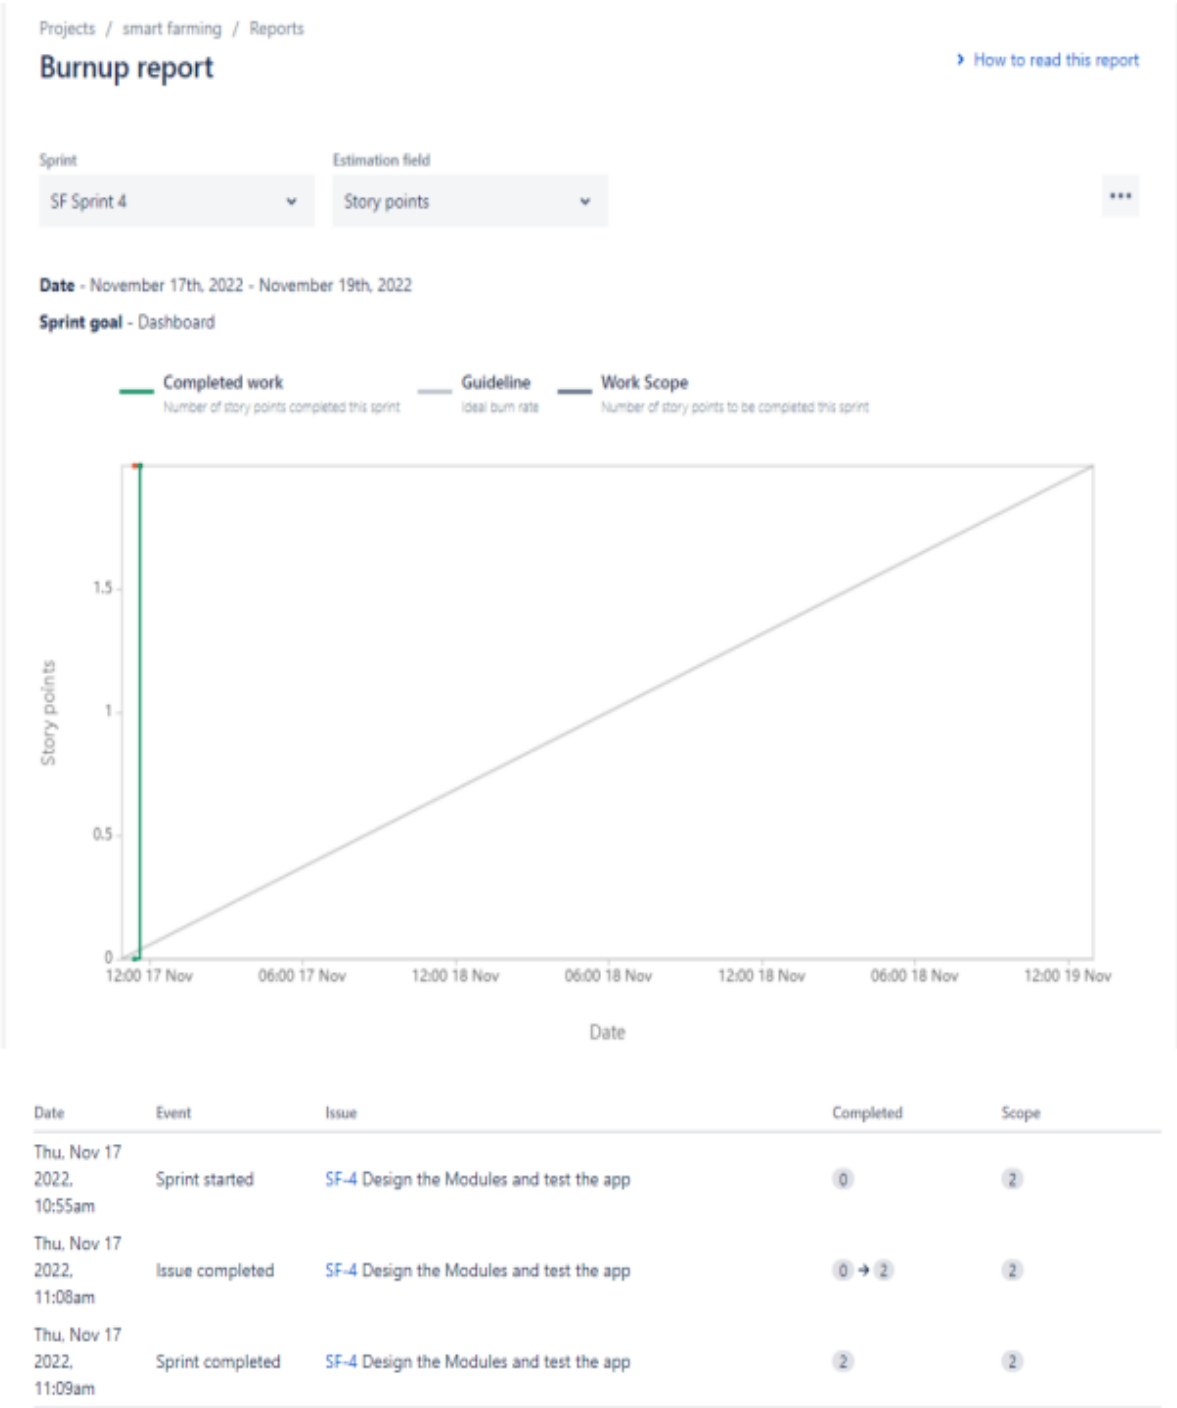 Projects / smart farming / Reports
Burnup report
How to read this report
Sprint
Estimation field
SF Sprint 4
Story points
Date - November 17th, 2022 - November 19th, 2022
Sprint goal - Dashboard
Completed work
Number of story points completed this sprint
Guideline
Ideal burn rate
Work Scope
Number of story points to be completed this sprint
1.5
1
0.5
0
Story points
12:00 17 Nov
06:00 17 Nov
12:00 18 Nov
06:00 18 Nov
12:00 18 Nov
06:00 18 Nov
12:00 19 Nov
Date
Date Event Issue Completed Scope
Thu, Nov 17
2022,
10:55am
Sprint started
SF-4 Design the Modules and test the app
0
2
Thu, Nov 17
2022,
11:08am
Issue completed
SF-4 Design the Modules and test the app
0 → 2
2
Thu, Nov 17
2022,
11:09am
Sprint completed
SF-4 Design the Modules and test the app
2
2